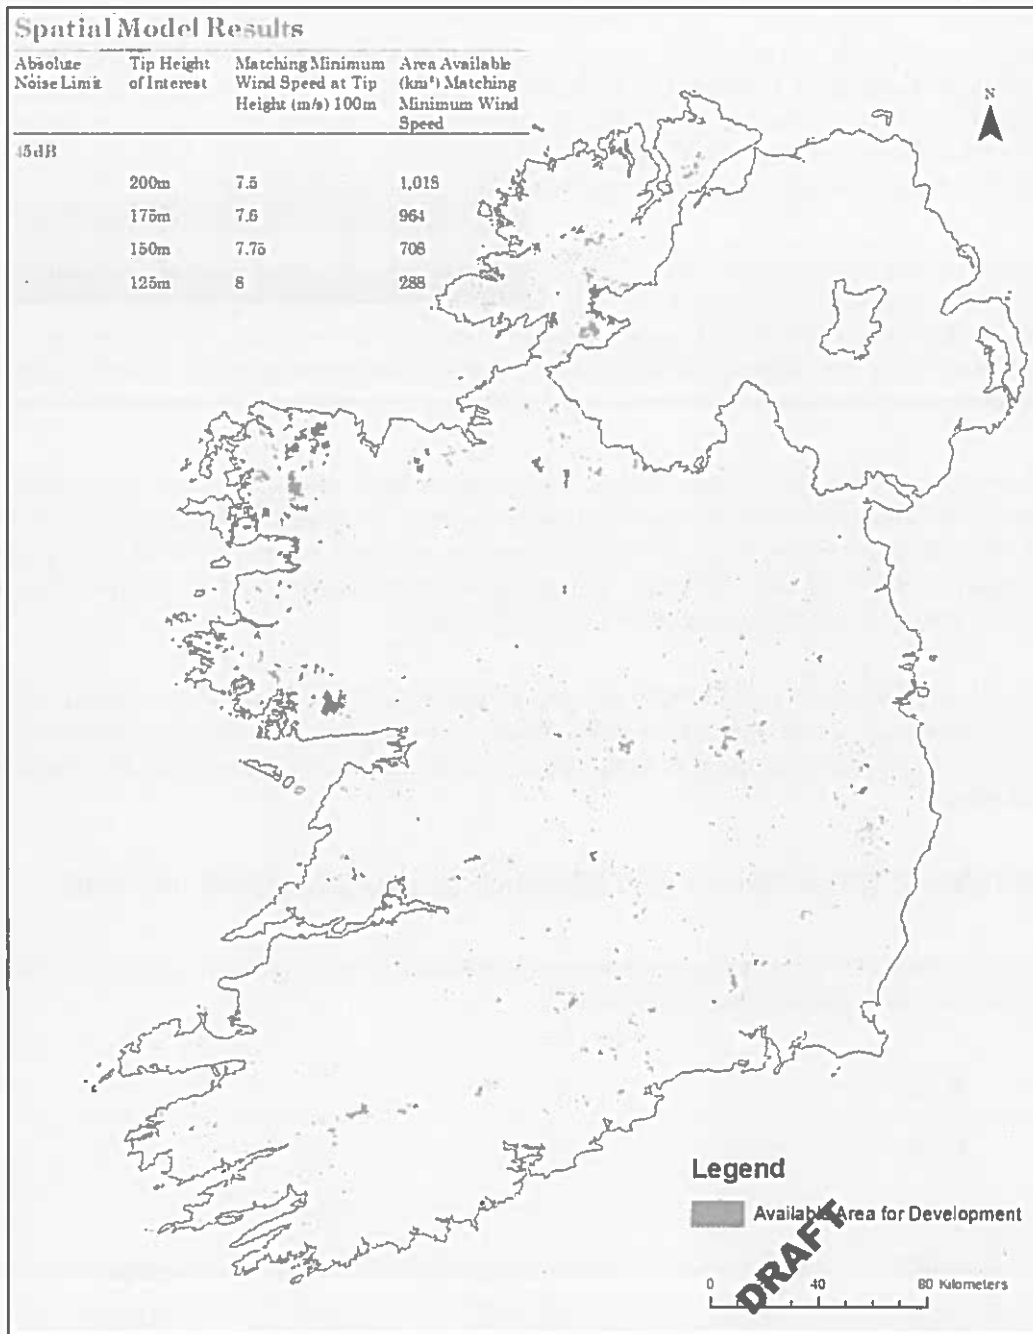 Spatial Model Results
Absolute Noise Limit
Tip Height of Interest
Matching Minimum Wind Speed at Tip Height (m/s) 100m
Area Available (km²) Matching Minimum Wind Speed
45dB
200m 7.5 1,018
175m 7.6 964
150m 7.75 708
125m 8 288
N
Legend
Available Area for Development
DRAFT
0 40 80 Kilometers